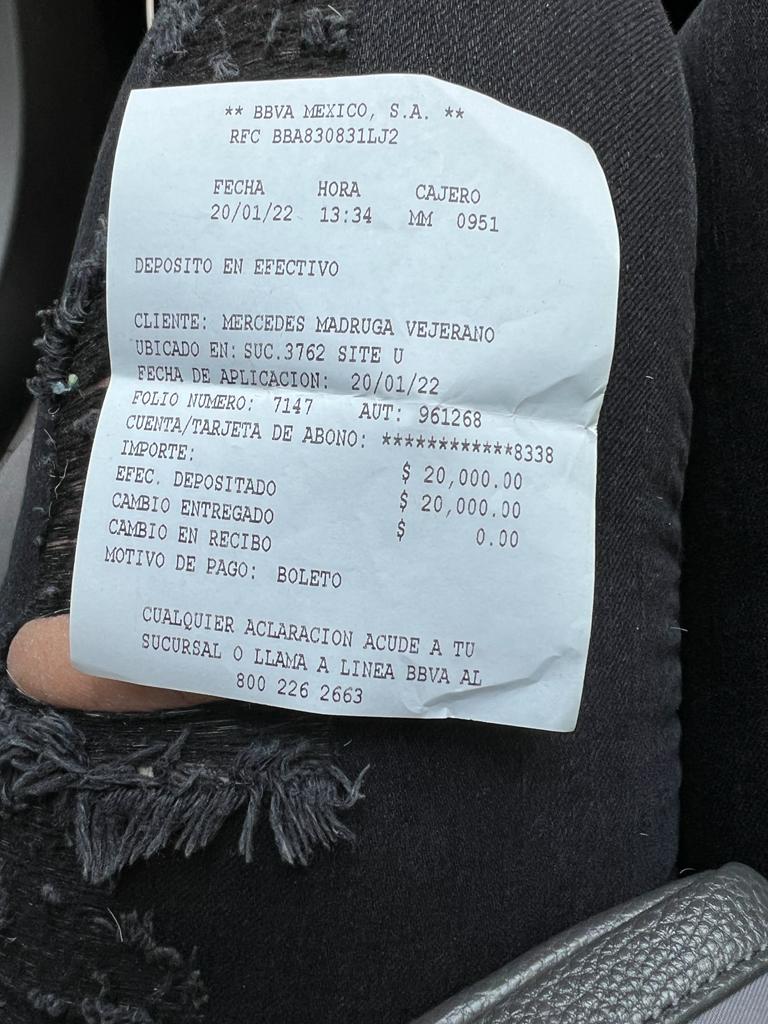 ** BBVA MEXICO, S.A. **
RFC BBA830831LJ2
FECHA HORA CAJERO
20/01/22 13:34 MM 0951
DEPOSITO EN EFECTIVO
CLIENTE: MERCEDES MADRUGA VEJERANO
UBICADO EN: SUC.3762 SITE U
FECHA DE APLICACION: 20/01/22
FOLIO NUMERO: 7147 AUT: 961268
CUENTA/TARJETA DE ABONO: ************8338
IMPORTE: $ 20,000.00
EFEC. DEPOSITADO $ 20,000.00
CAMBIO ENTREGADO $ 0.00
CAMBIO EN RECIBO
MOTIVO DE PAGO: BOLETO
CUALQUIER ACLARACION ACUDE A TU
SUCURSAL O LLAMA A LINEA BBVA AL
800 226 2663